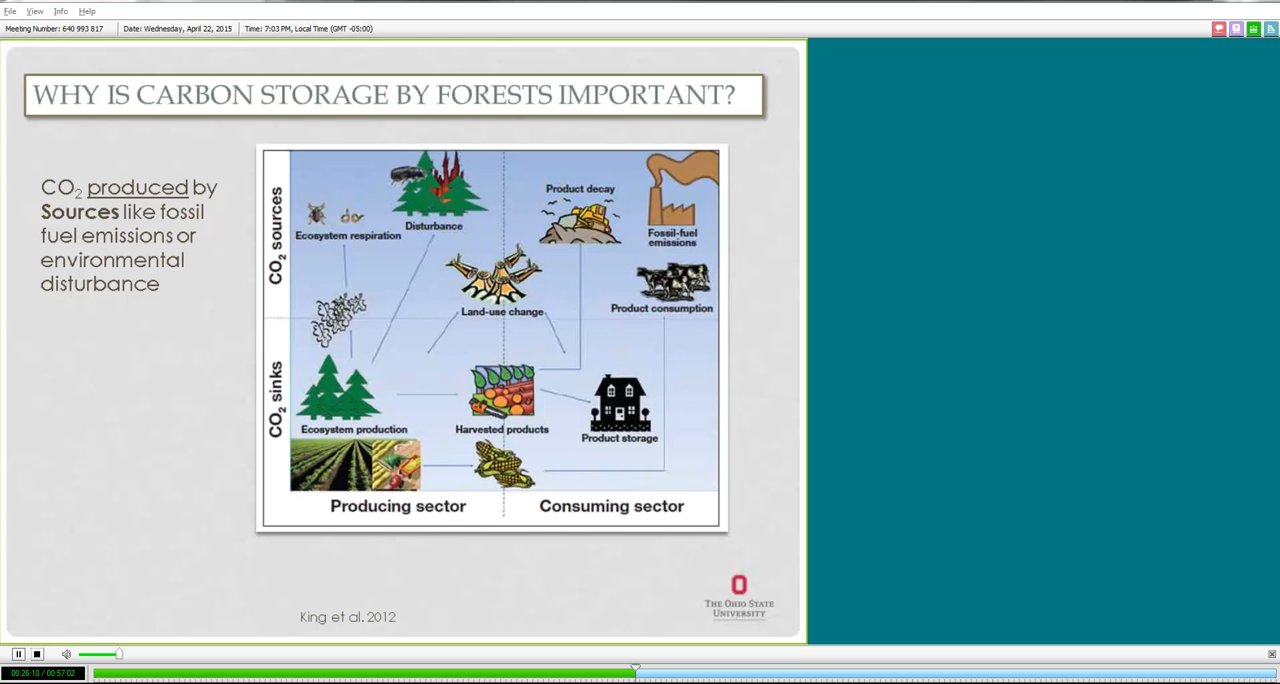 File View Info Help
Meeting Number: 640 993 817 Date: Wednesday, April 22, 2015 Time: 7:03 PM, Local Time (GMT -05:00)
WHY IS CARBON STORAGE BY FORESTS IMPORTANT?
CO₂ produced by
Sources like fossil
fuel emissions or
environmental
disturbance
CO₂ sources
Ecosystem respiration
Disturbance
Product decay
Fossil-fuel
emissions
Land-use change
Product consumption
CO₂ sinks
Ecosystem production
Harvested products
Product storage
Producing sector
Consuming sector
King et al. 2012
THE OHIO STATE
UNIVERSITY
00:26:10 / 00:57:02